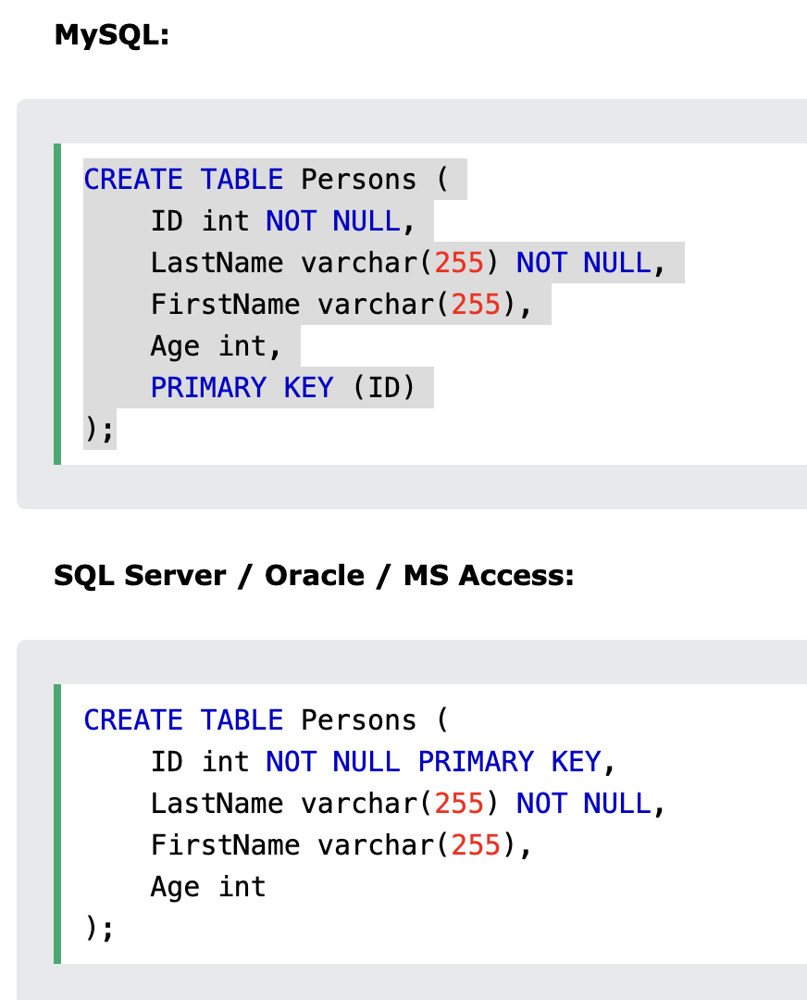 MySQL:
CREATE TABLE Persons (
    ID int NOT NULL,
    LastName varchar(255) NOT NULL,
    FirstName varchar(255),
    Age int,
    PRIMARY KEY (ID)
);
SQL Server / Oracle / MS Access:
CREATE TABLE Persons (
    ID int NOT NULL PRIMARY KEY,
    LastName varchar(255) NOT NULL,
    FirstName varchar(255),
    Age int
);